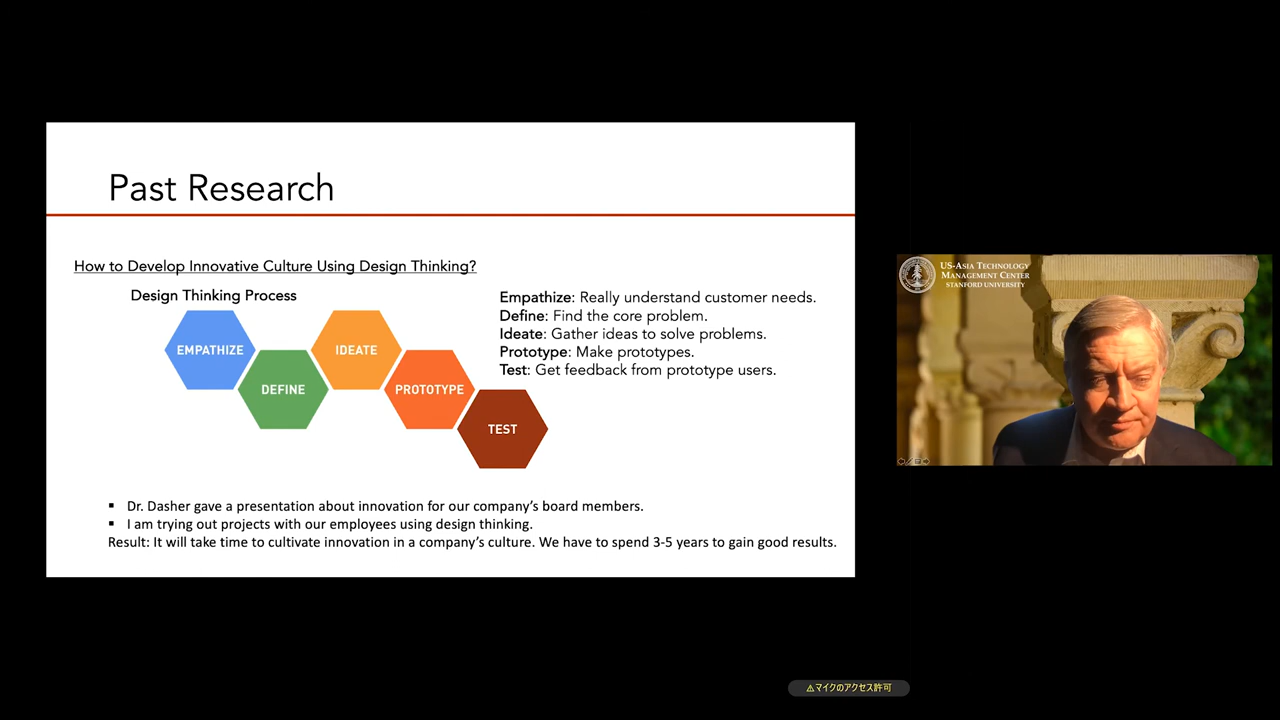 Past Research
How to Develop Innovative Culture Using Design Thinking?
Design Thinking Process
EMPATHIZE
DEFINE
IDEATE
PROTOTYPE
TEST
Empathize: Really understand customer needs.
Define: Find the core problem.
Ideate: Gather ideas to solve problems.
Prototype: Make prototypes.
Test: Get feedback from prototype users.
▪ Dr. Dasher gave a presentation about innovation for our company's board members.
▪ I am trying out projects with our employees using design thinking.
Result: It will take time to cultivate innovation in a company's culture. We have to spend 3-5 years to gain good results.
US-ASIA TECHNOLOGY
MANAGEMENT CENTER
STANFORD UNIVERSITY
⚠マイクのアクセス許可